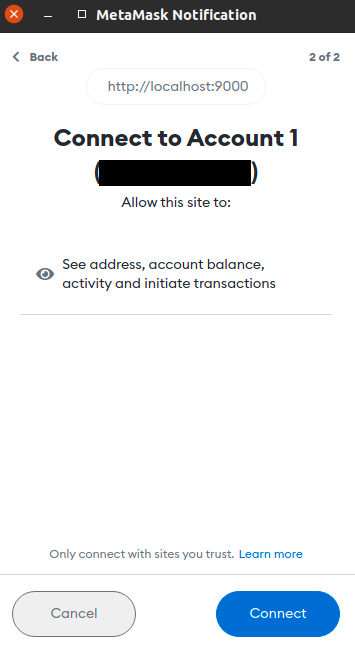 MetaMask Notification
Back
2 of 2
http://localhost:9000
Connect to Account 1
( )
Allow this site to:
See address, account balance,
activity and initiate transactions
Only connect with sites you trust. Learn more
Cancel
Connect